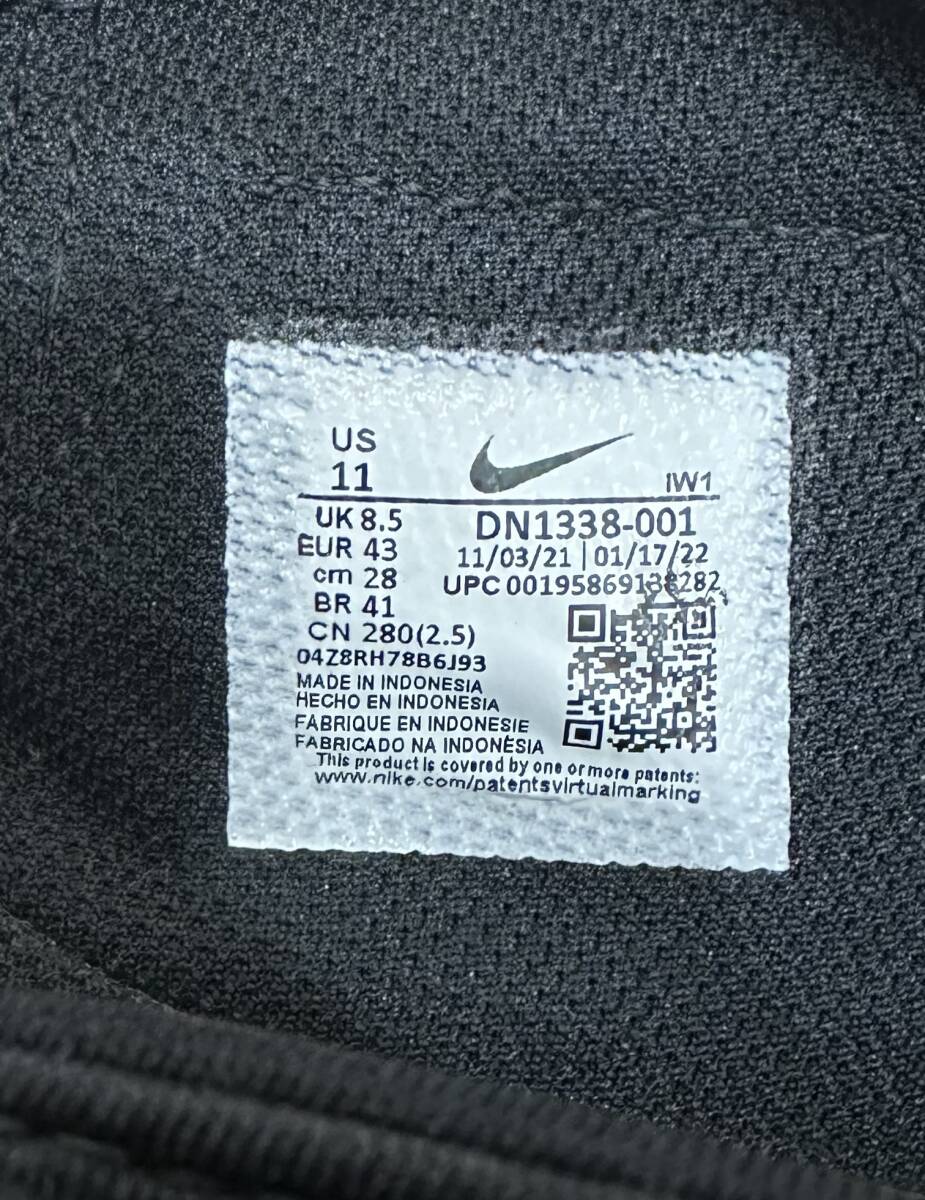 US
11
IW1
UK 8.5
EUR 43
cm 28
BR 41
CN 280(2.5)
04Z8RH78B6J93
DN1338-001
11/03/21 | 01/17/22
UPC
MADE IN INDONESIA
HECHO EN INDONESIA
FABRIQUE EN INDONESIE
FABRICADO NA INDONÉSIA
This product is covered by one or more patents:
www.nike.com/patentsvirtualmarking